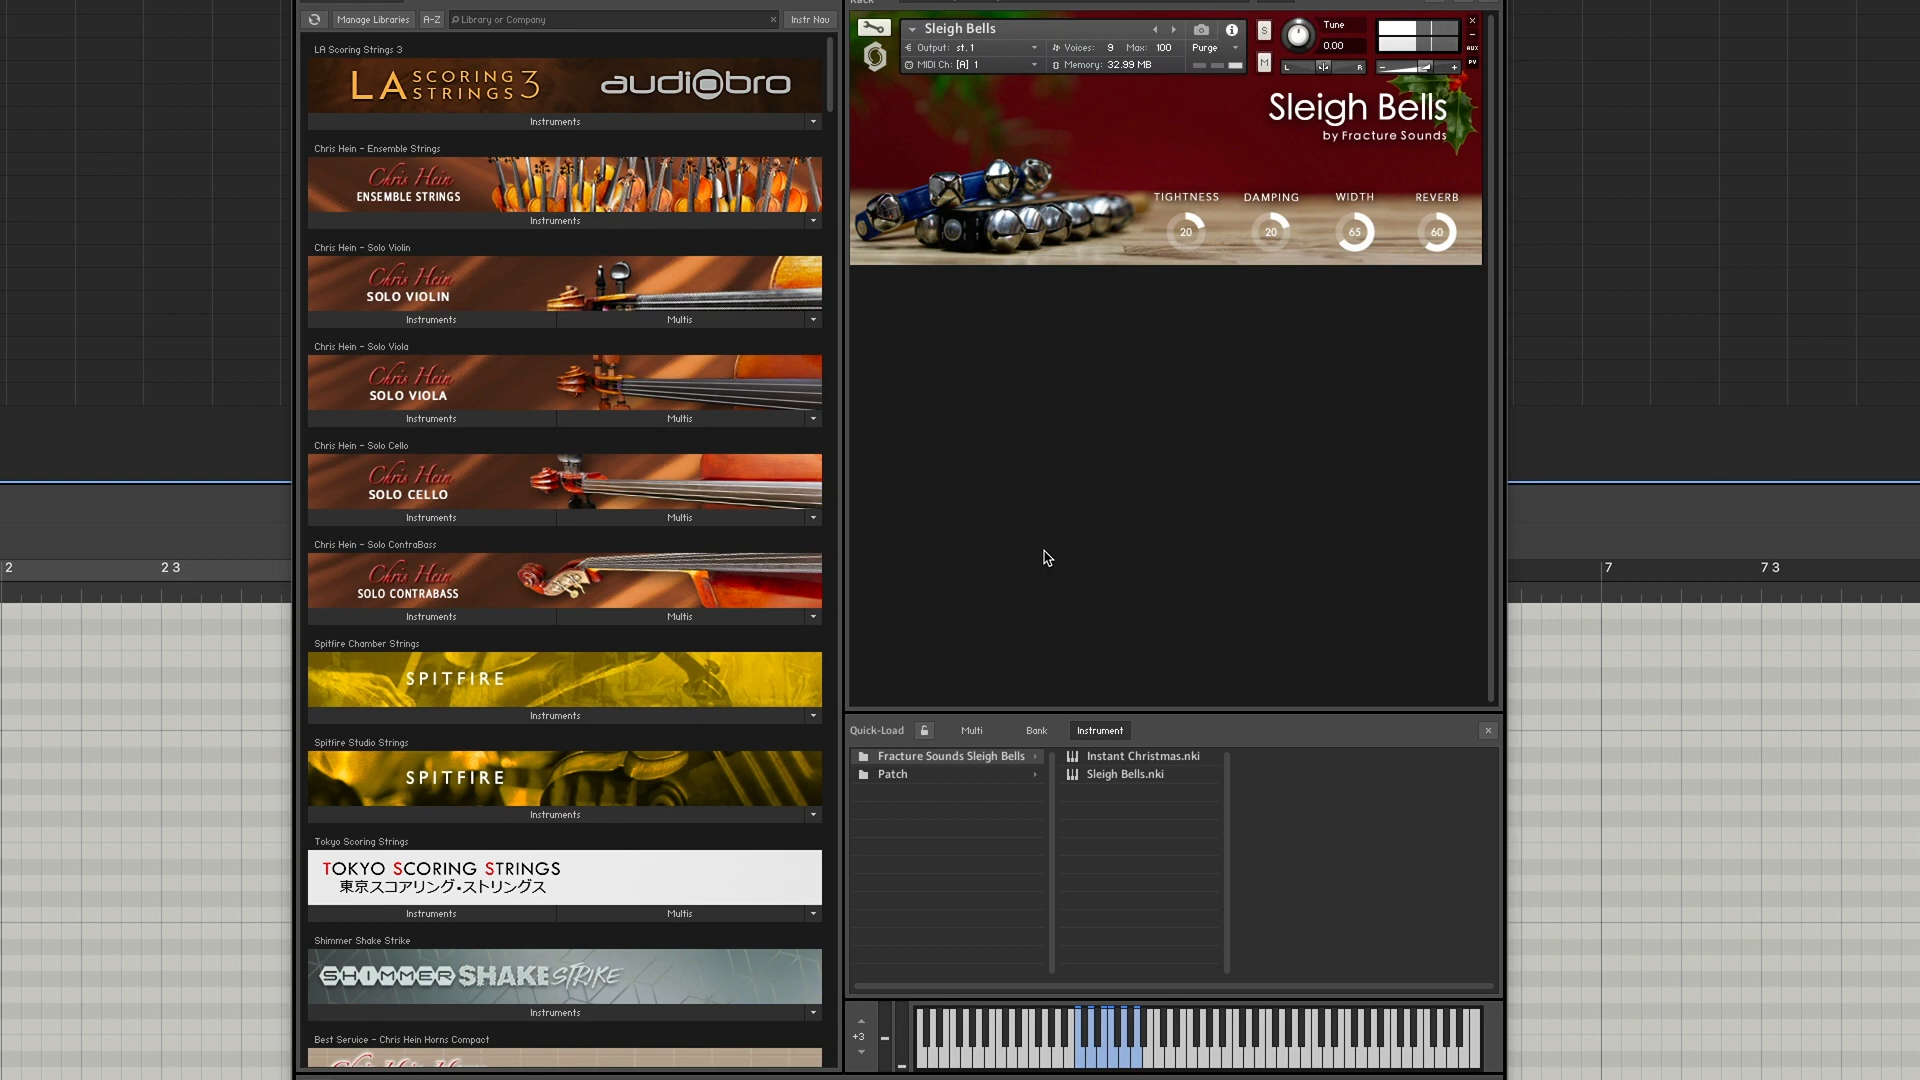 Manage Libraries
A-Z
Library or Company
Instr Nav
LA Scoring Strings 3
LA SCORING STRINGS 3
audiobro
Instruments
Chris Hein - Ensemble Strings
Chris Hein
ENSEMBLE STRINGS
Instruments
Chris Hein - Solo Violin
Chris Hein
SOLO VIOLIN
Instruments
Multis
Chris Hein - Solo Viola
Chris Hein
SOLO VIOLA
Instruments
Multis
Chris Hein - Solo Cello
Chris Hein
SOLO CELLO
Instruments
Multis
Chris Hein - Solo ContraBass
Chris Hein
SOLO CONTRABASS
Instruments
Multis
Spitfire Chamber Strings
SPITFIRE
Instruments
Spitfire Studio Strings
SPITFIRE
Instruments
Tokyo Scoring Strings
TOKYO SCORING STRINGS
東京スコアリング・ストリングス
Instruments
Multis
Shimmer Shake Strike
SHIMMER SHAKE STRIKE
Instruments
Best Service - Chris Hein Horns Compact
Sleigh Bells
Output: st. 1
Voices: 9 Max: 100
Purge
MIDI Ch: [A] 1
Memory: 32.99 MB
S
M
Tune
0.00
L
R
AUX
PV
Sleigh Bells
by Fracture Sounds
TIGHTNESS
DAMPING
WIDTH
REVERB
20
20
65
60
Quick-Load
Multi
Bank
Instrument
Fracture Sounds Sleigh Bells
Patch
Instant Christmas.nki
Sleigh Bells.nki
+3
2
2 3
7
7 3